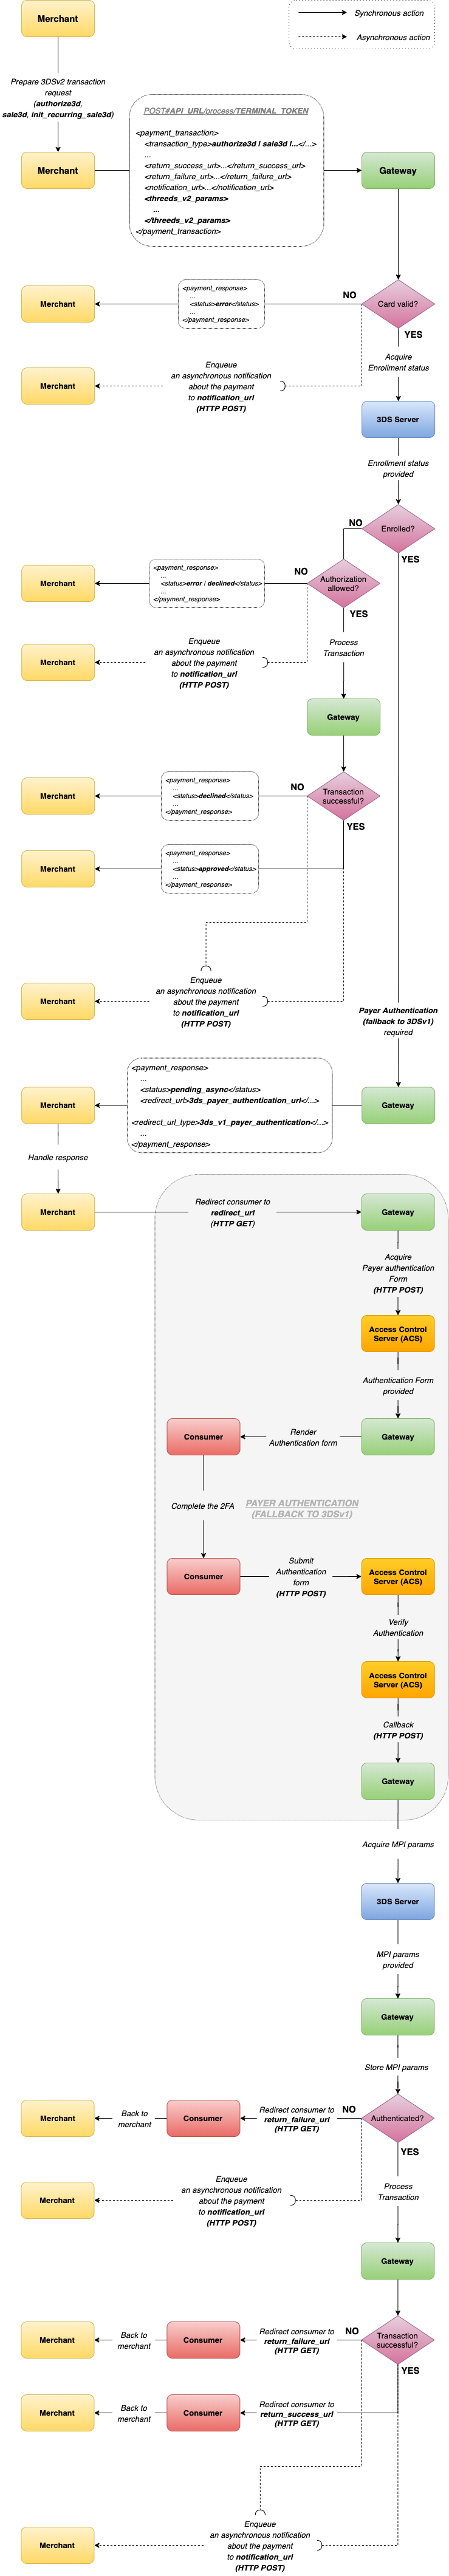 Merchant
Synchronous action
Asynchronous action
Prepare 3DSv2 transaction
request
(authorize3d,
sale3d, init_recurring_sale3d)
Merchant
POST#API_URL/process/TERMINAL_TOKEN
<payment_transaction>
<transaction_type>authorize3d | sale3d |...</...>
...
<return_success_url>...</return_success_url>
<return_failure_url>...</return_failure_url>
<notification_url>...</notification_url>
<threeds_v2_params>
...
</threeds_v2_params>
</payment_transaction>
Gateway
Merchant
<payment_response>
...
<status>error</status>
...
</payment_response>
NO
Card valid?
YES
Acquire
Enrollment status
Merchant
Enqueue
an asynchronous notification
about the payment
to notification_url
(HTTP POST)
3DS Server
Enrollment status
provided
Enrolled?
NO
YES
Merchant
<payment_response>
...
<status>error | declined</status>
...
</payment_response>
NO
Authorization
allowed?
YES
Process
Transaction
Merchant
Enqueue
an asynchronous notification
about the payment
to notification_url
(HTTP POST)
Gateway
Merchant
<payment_response>
...
<status>declined</status>
...
</payment_response>
NO
Transaction
successful?
YES
Merchant
<payment_response>
...
<status>approved</status>
...
</payment_response>
Merchant
Enqueue
an asynchronous notification
about the payment
to notification_url
(HTTP POST)
Payer Authentication
(fallback to 3DSv1)
required
Merchant
<payment_response>
...
<status>pending_async</status>
<redirect_url>3ds_payer_authentication_url</...>
<redirect_url_type>3ds_v1_payer_authentication</...>
...
</payment_response>
Gateway
Handle response
Merchant
Redirect consumer to
redirect_url
(HTTP GET)
Gateway
Acquire
Payer authentication
Form
(HTTP POST)
Access Control
Server (ACS)
Authentication Form
provided
Consumer
Render
Authentication form
Gateway
Complete the 2FA
PAYER AUTHENTICATION
(FALLBACK TO 3DSv1)
Consumer
Submit
Authentication
form
(HTTP POST)
Access Control
Server (ACS)
Verify
Authentication
Access Control
Server (ACS)
Callback
(HTTP POST)
Gateway
Acquire MPI params
3DS Server
MPI params
provided
Gateway
Store MPI params
Merchant
Back to
merchant
Consumer
Redirect consumer to
return_failure_url
(HTTP GET)
NO
Authenticated?
YES
Merchant
Enqueue
an asynchronous notification
about the payment
to notification_url
(HTTP POST)
Process
Transaction
Gateway
Merchant
Back to
merchant
Consumer
Redirect consumer to
return_failure_url
(HTTP GET)
NO
Transaction
successful?
YES
Merchant
Back to
merchant
Consumer
Redirect consumer to
return_success_url
(HTTP GET)
Merchant
Enqueue
an asynchronous notification
about the payment
to notification_url
(HTTP POST)